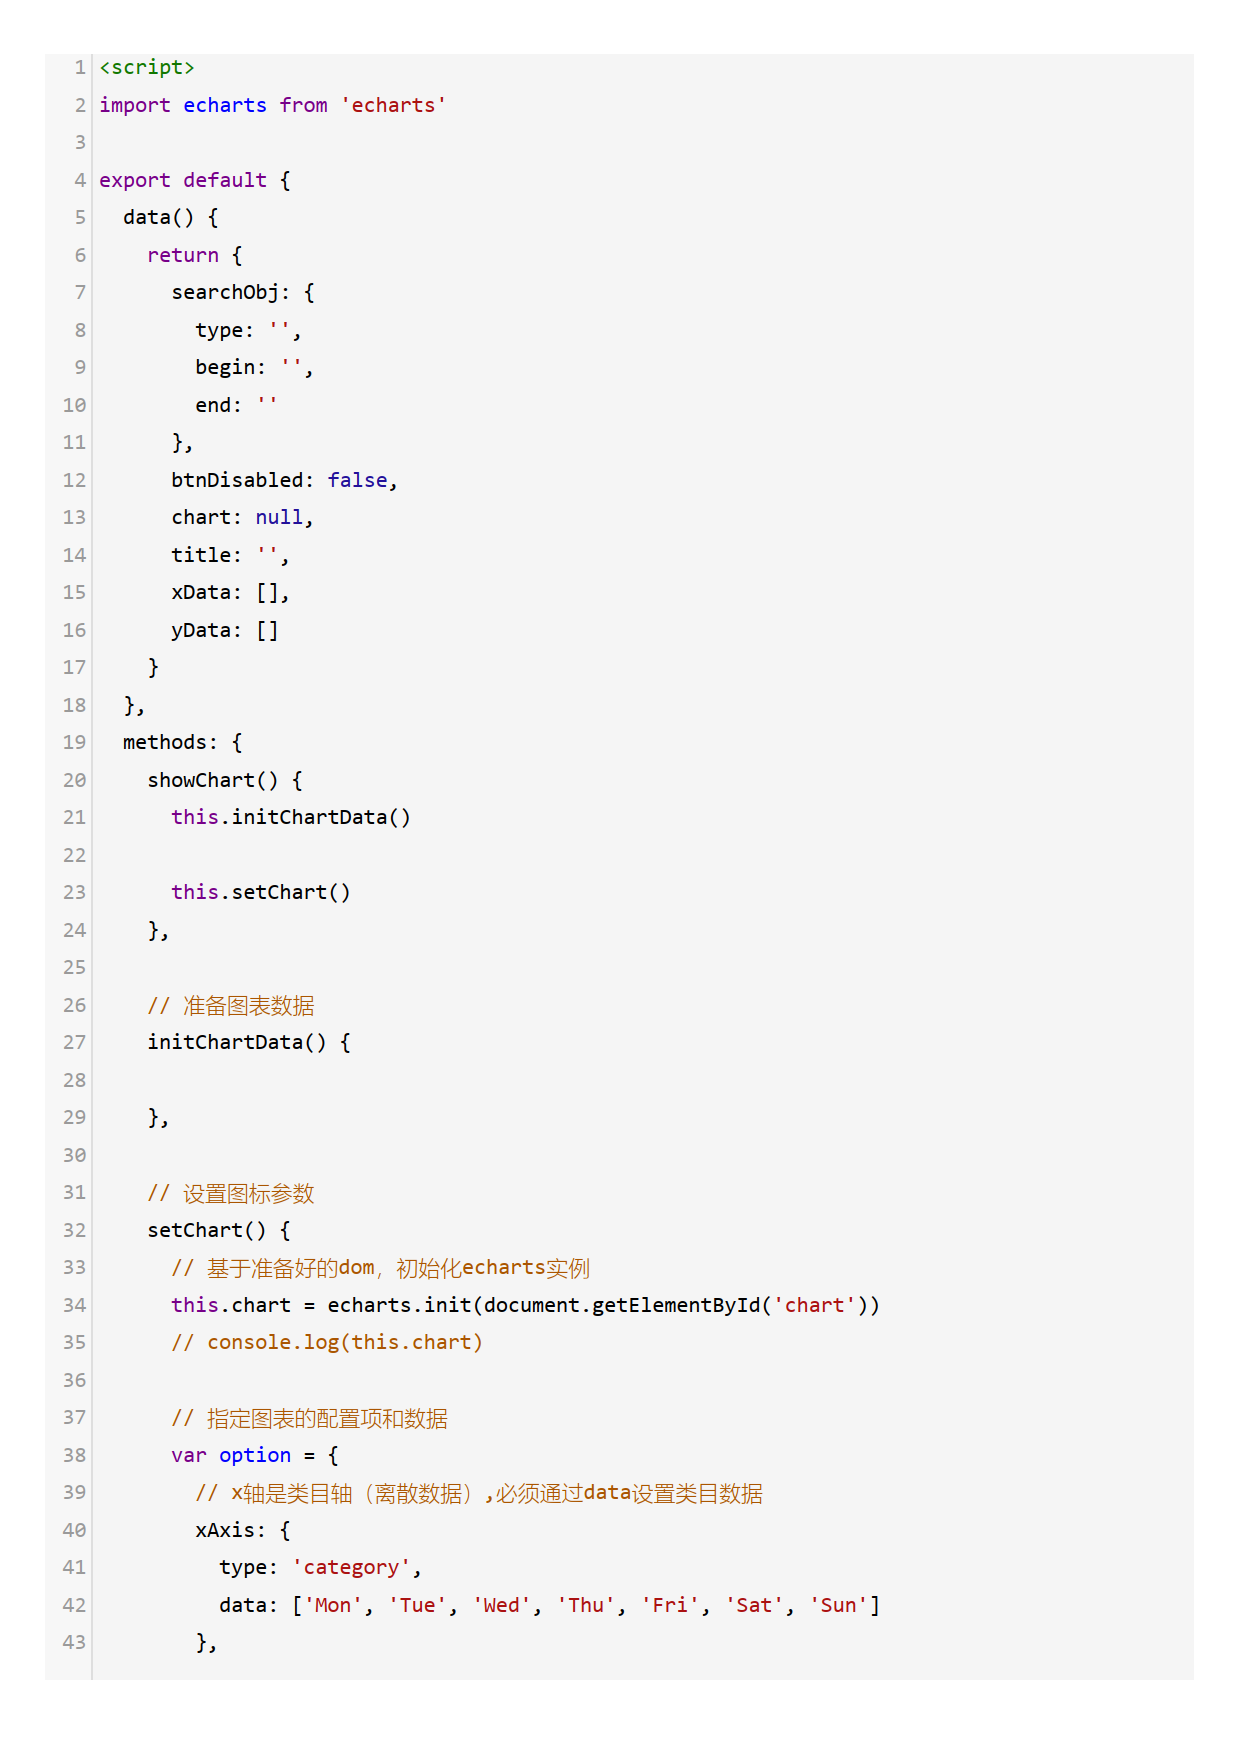 1 <script>
2 import echarts from 'echarts'
3
4 export default {
5   data() {
6     return {
7       searchObj: {
8         type: '',
9         begin: '',
10         end: ''
11       },
12       btnDisabled: false,
13       chart: null,
14       title: '',
15       xData: [],
16       yData: []
17     }
18   },
19   methods: {
20     showChart() {
21       this.initChartData()
22
23       this.setChart()
24     },
25
26     // 准备图表数据
27     initChartData() {
28
29     },
30
31     // 设置图标参数
32     setChart() {
33       // 基于准备好的dom，初始化echarts实例
34       this.chart = echarts.init(document.getElementById('chart'))
35       // console.log(this.chart)
36
37       // 指定图表的配置项和数据
38       var option = {
39         // x轴是类目轴（离散数据）,必须通过data设置类目数据
40         xAxis: {
41           type: 'category',
42           data: ['Mon', 'Tue', 'Wed', 'Thu', 'Fri', 'Sat', 'Sun']
43         },